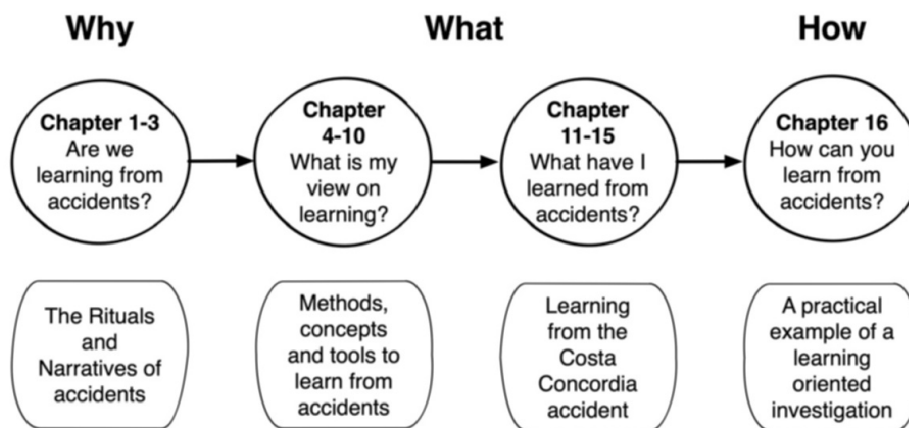 Why
What
How
Chapter 1-3
Are we
learning from
accidents?
Chapter
4-10
What is my
view on
learning?
Chapter
11-15
What have I
learned from
accidents?
Chapter 16
How can you
learn from
accidents?
The Rituals
and
Narratives of
accidents
Methods,
concepts
and tools to
learn from
accidents
Learning
from the
Costa
Concordia
accident
A practical
example of a
learning
oriented
investigation